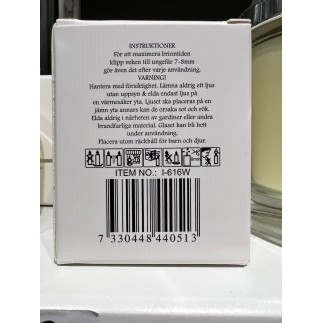 INSTRUKTIONER
För att maximera brinntiden
klipp veken till ungefär 7-8mm
gör även det efter varje användning.
VARNING!
Hantera med försiktighet. Lämna aldrig ett ljus
utan uppsyn & elda endast ljus på
en värmesäker yta. Ljuset ska placeras på en
jämn yta annars kan de orsaka sot och rök.
Elda aldrig i närheten av gardiner eller andra
brandfarliga material. Glaset kan bli hett
under användning.
Placera utom räckhåll för barn och djur.
ITEM NO.: I-616W
7 330448 440513